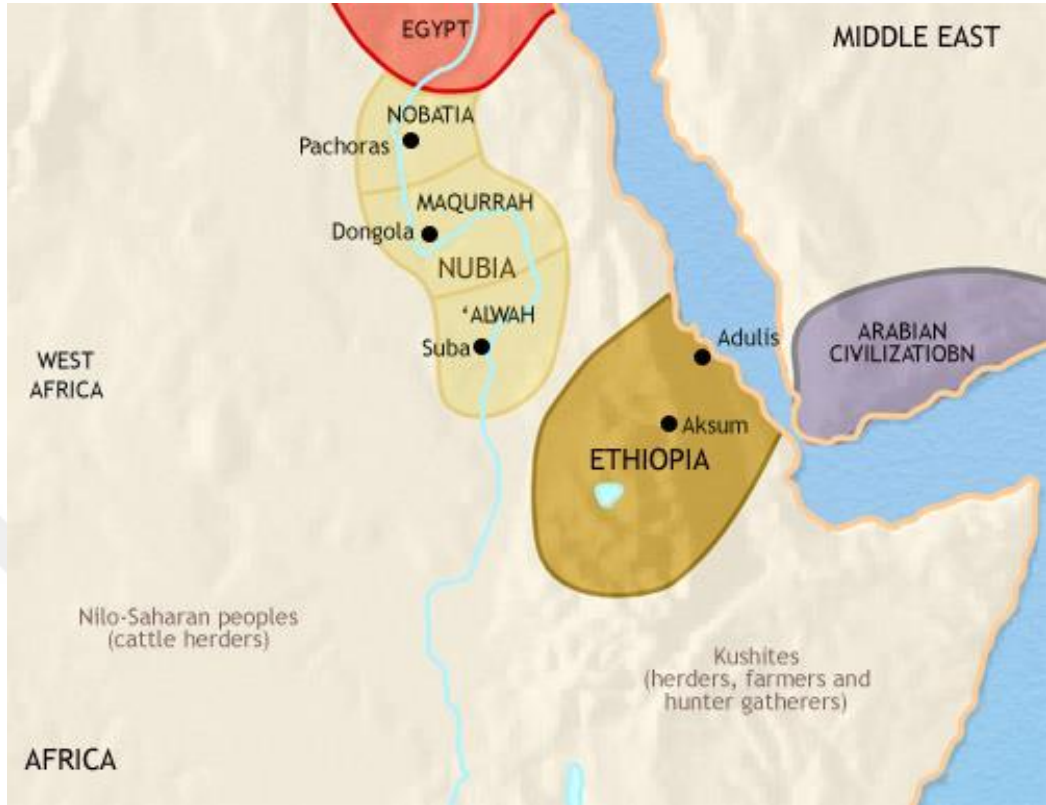 EGYPT
MIDDLE EAST
NOBATIA
Pachoras
MAQURRAH
Dongola
NUBIA
‘ALWAH
Suba
Adulis
ARABIAN
CIVILIZATIOBN
WEST
AFRICA
Aksum
ETHIOPIA
Nilo-Saharan peoples
(cattle herders)
Kushites
(herders, farmers and
hunter gatherers)
AFRICA